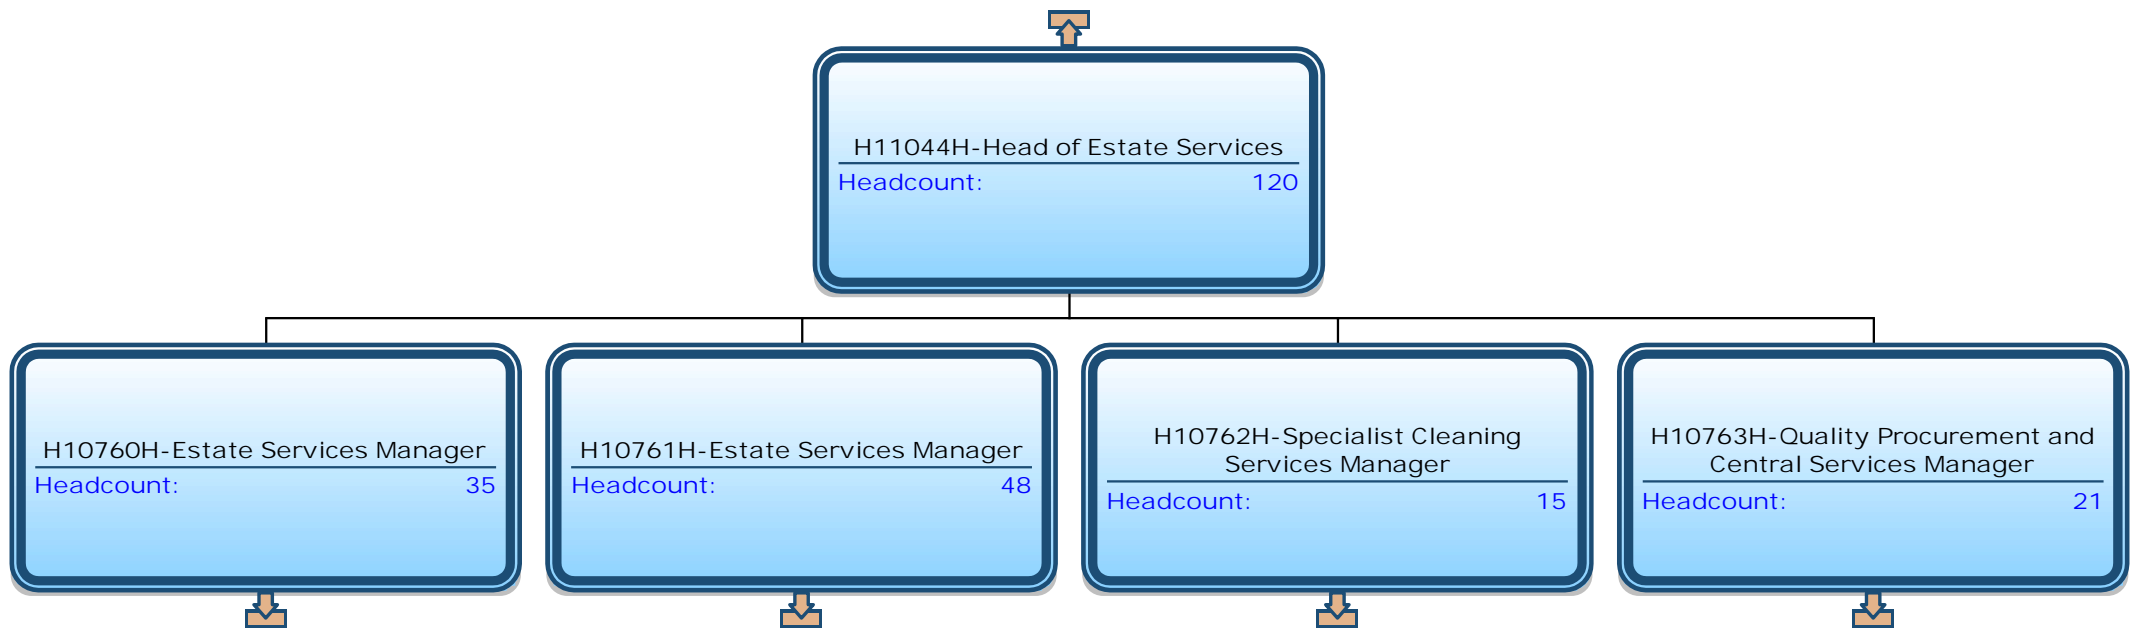 H11044H-Head of Estate Services
Headcount: 120
H10760H-Estate Services Manager
Headcount: 35
H10761H-Estate Services Manager
Headcount: 48
H10762H-Specialist Cleaning
Services Manager
Headcount: 15
H10763H-Quality Procurement and
Central Services Manager
Headcount: 21